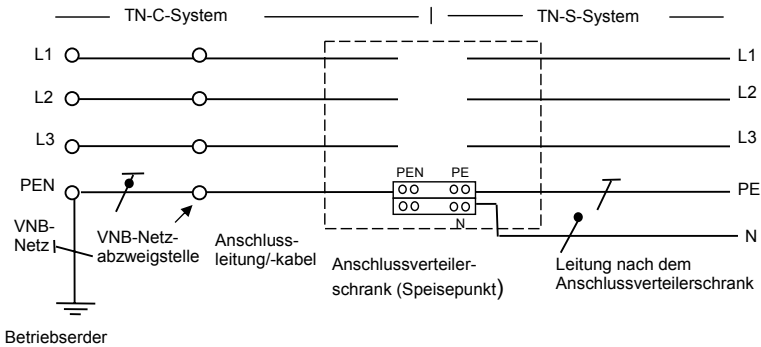 TN-C-System
TN-S-System
L1
L1
L2
L2
L3
L3
PEN
PE
PEN
PE
N
N
VNB-
Netz
VNB-Netz-
abzweigstelle
Anschluss-
leitung/-kabel
Anschlussverteiler-
schrank (Speisepunkt)
Leitung nach dem
Anschlussverteilerschrank
Betriebserder